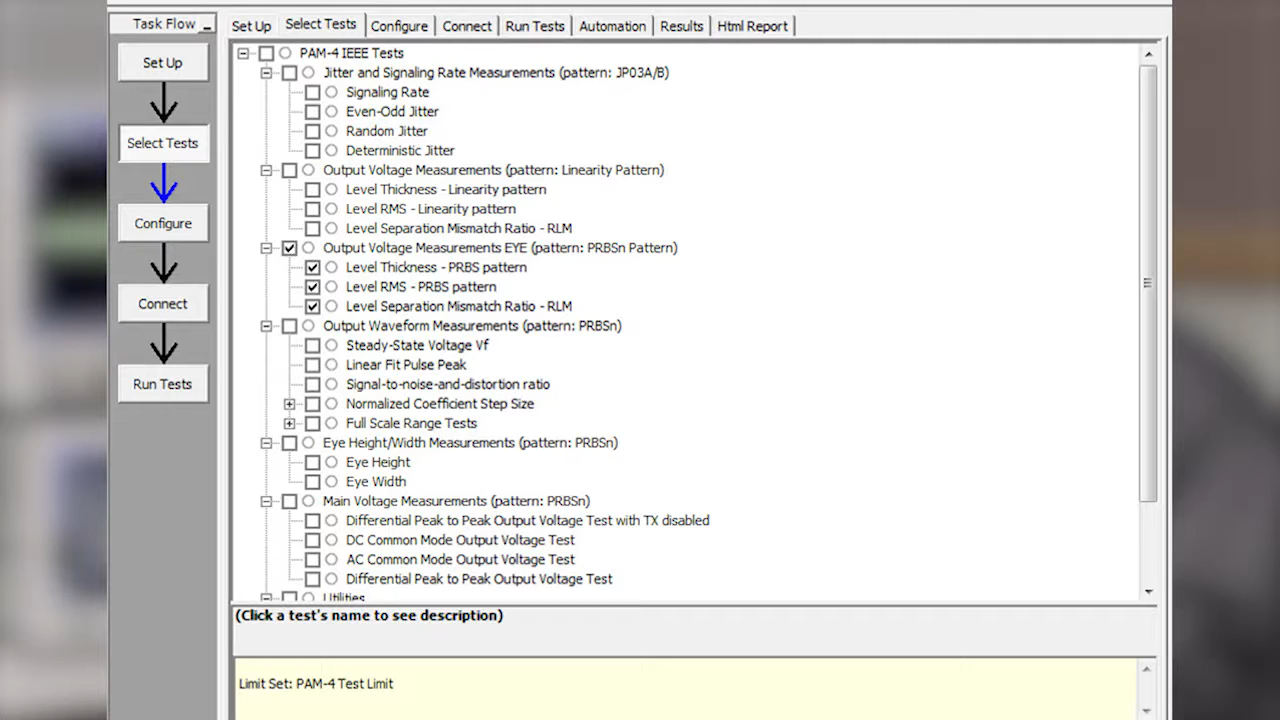 Task Flow
Set Up
Select Tests
Configure
Connect
Run Tests
Set Up Select Tests Configure Connect Run Tests Automation Results Html Report
PAM-4 IEEE Tests
Jitter and Signaling Rate Measurements (pattern: JP03A/B)
Signaling Rate
Even-Odd Jitter
Random Jitter
Deterministic Jitter
Output Voltage Measurements (pattern: Linearity Pattern)
Level Thickness - Linearity pattern
Level RMS - Linearity pattern
Level Separation Mismatch Ratio - RLM
Output Voltage Measurements EYE (pattern: PRBSn Pattern)
Level Thickness - PRBS pattern
Level RMS - PRBS pattern
Level Separation Mismatch Ratio - RLM
Output Waveform Measurements (pattern: PRBSn)
Steady-State Voltage Vf
Linear Fit Pulse Peak
Signal-to-noise-and-distortion ratio
Normalized Coefficient Step Size
Full Scale Range Tests
Eye Height/Width Measurements (pattern: PRBSn)
Eye Height
Eye Width
Main Voltage Measurements (pattern: PRBSn)
Differential Peak to Peak Output Voltage Test with TX disabled
DC Common Mode Output Voltage Test
AC Common Mode Output Voltage Test
Differential Peak to Peak Output Voltage Test
Utilities
(Click a test's name to see description)
Limit Set: PAM-4 Test Limit